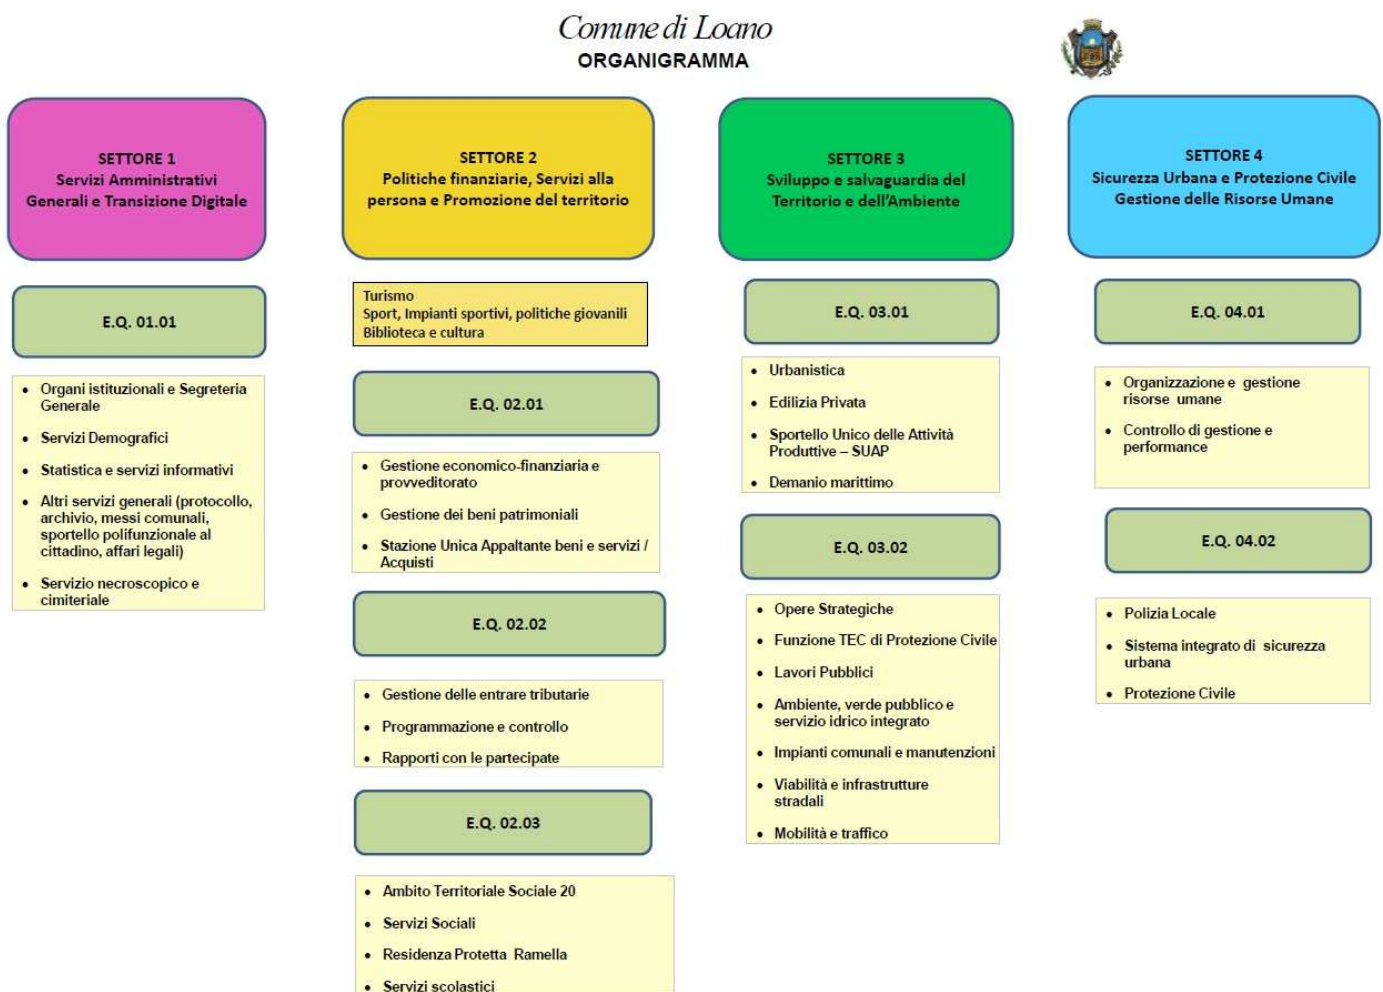 Comune di Loano
ORGANIGRAMMA
SETTORE 1
Servizi Amministrativi
Generali e Transizione Digitale
E.Q. 01.01
• Organi istituzionali e Segreteria
Generale
• Servizi Demografici
• Statistica e servizi informativi
• Altri servizi generali (protocollo,
archivio, messi comunali,
sportello polifunzionale al
cittadino, affari legali)
• Servizio necroscopico e
cimiteriale
SETTORE 2
Politiche finanziarie, Servizi alla
persona e Promozione del territorio
Turismo
Sport, Impianti sportivi, politiche giovanili
Biblioteca e cultura
E.Q. 02.01
• Gestione economico-finanziaria e
provveditorato
• Gestione dei beni patrimoniali
• Stazione Unica Appaltante beni e servizi /
Acquisti
E.Q. 02.02
• Gestione delle entrare tributarie
• Programmazione e controllo
• Rapporti con le partecipate
E.Q. 02.03
• Ambito Territoriale Sociale 20
• Servizi Sociali
• Residenza Protetta Ramella
• Servizi scolastici
SETTORE 3
Sviluppo e salvaguardia del
Territorio e dell'Ambiente
E.Q. 03.01
• Urbanistica
• Edilizia Privata
• Sportello Unico delle Attività
Produttive – SUAP
• Demanio marittimo
E.Q. 03.02
• Opere Strategiche
• Funzione TEC di Protezione Civile
• Lavori Pubblici
• Ambiente, verde pubblico e
servizio idrico integrato
• Impianti comunali e manutenzioni
• Viabilità e infrastrutture
stradali
• Mobilità e traffico
SETTORE 4
Sicurezza Urbana e Protezione Civile
Gestione delle Risorse Umane
E.Q. 04.01
• Organizzazione e gestione
risorse umane
• Controllo di gestione e
performance
E.Q. 04.02
• Polizia Locale
• Sistema integrato di sicurezza
urbana
• Protezione Civile